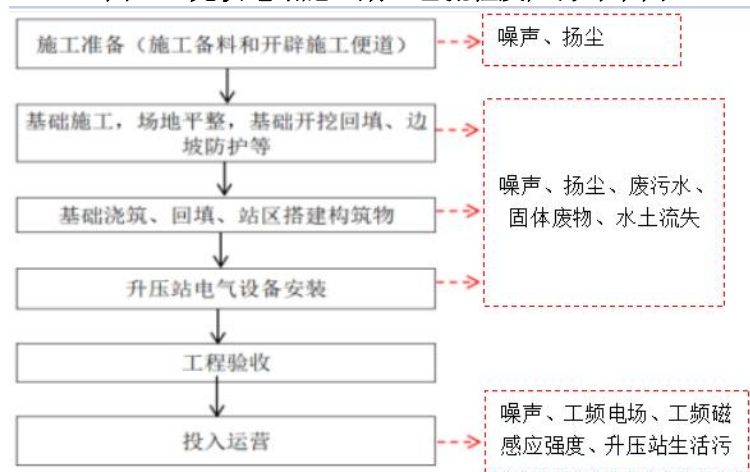 施工准备（施工备料和开辟施工便道）
噪声、扬尘
基础施工，场地平整，基础开挖回填、边
坡防护等
噪声、扬尘、废污水、
固体废物、水土流失
基础浇筑、回填、站区搭建构筑物
升压站电气设备安装
工程验收
投入运营
噪声、工频电场、工频磁
感应强度、升压站生活污